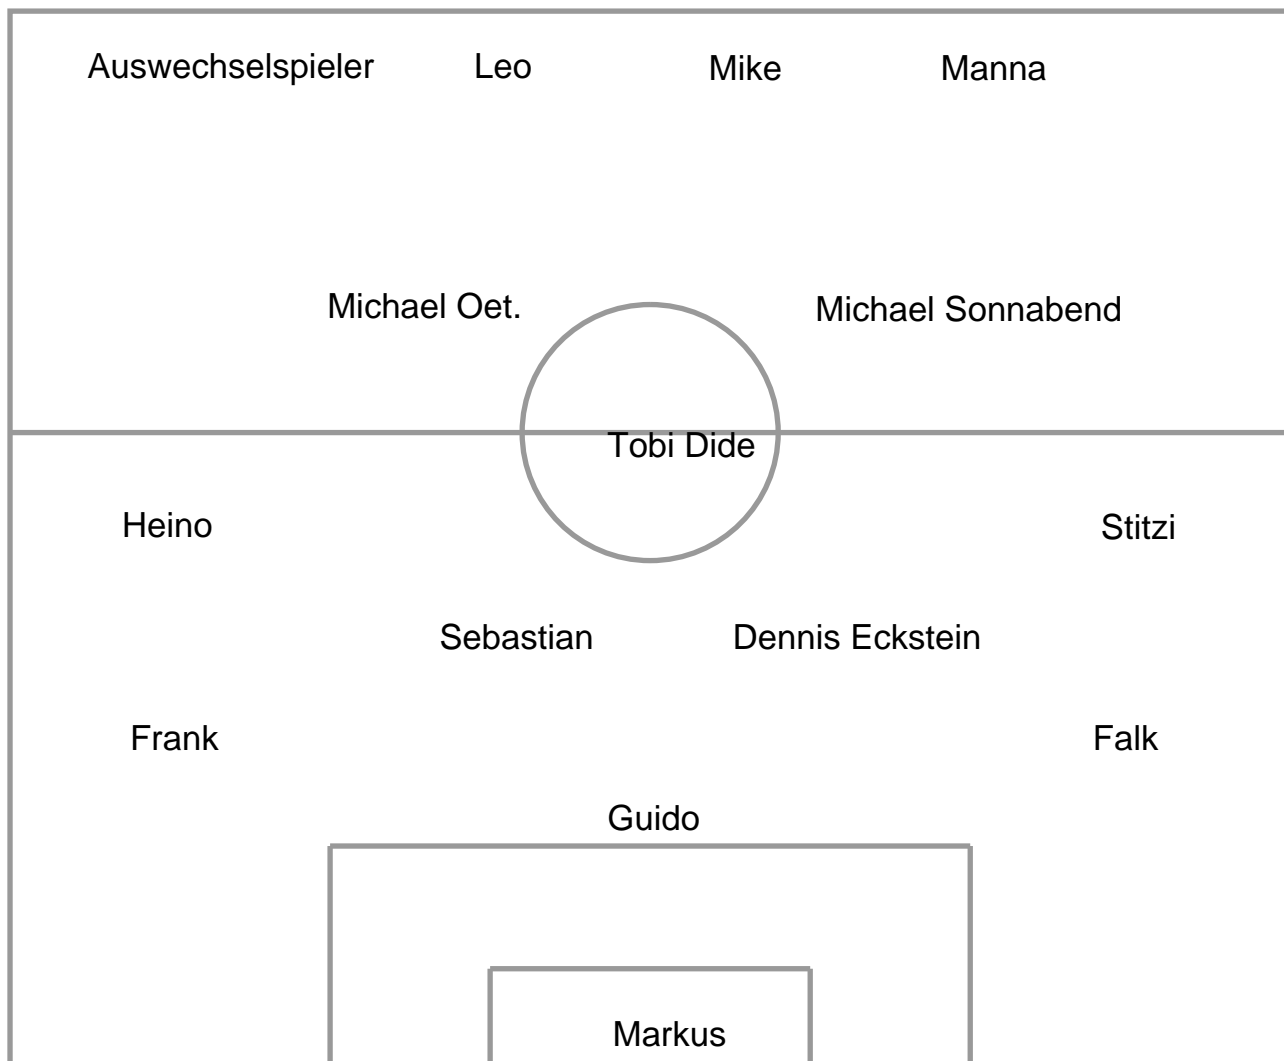 Auswechselspieler Leo Mike Manna
Michael Oet. Michael Sonnabend
Tobi Dide
Heino Stitzi
Sebastian Dennis Eckstein
Frank Falk
Guido
Markus